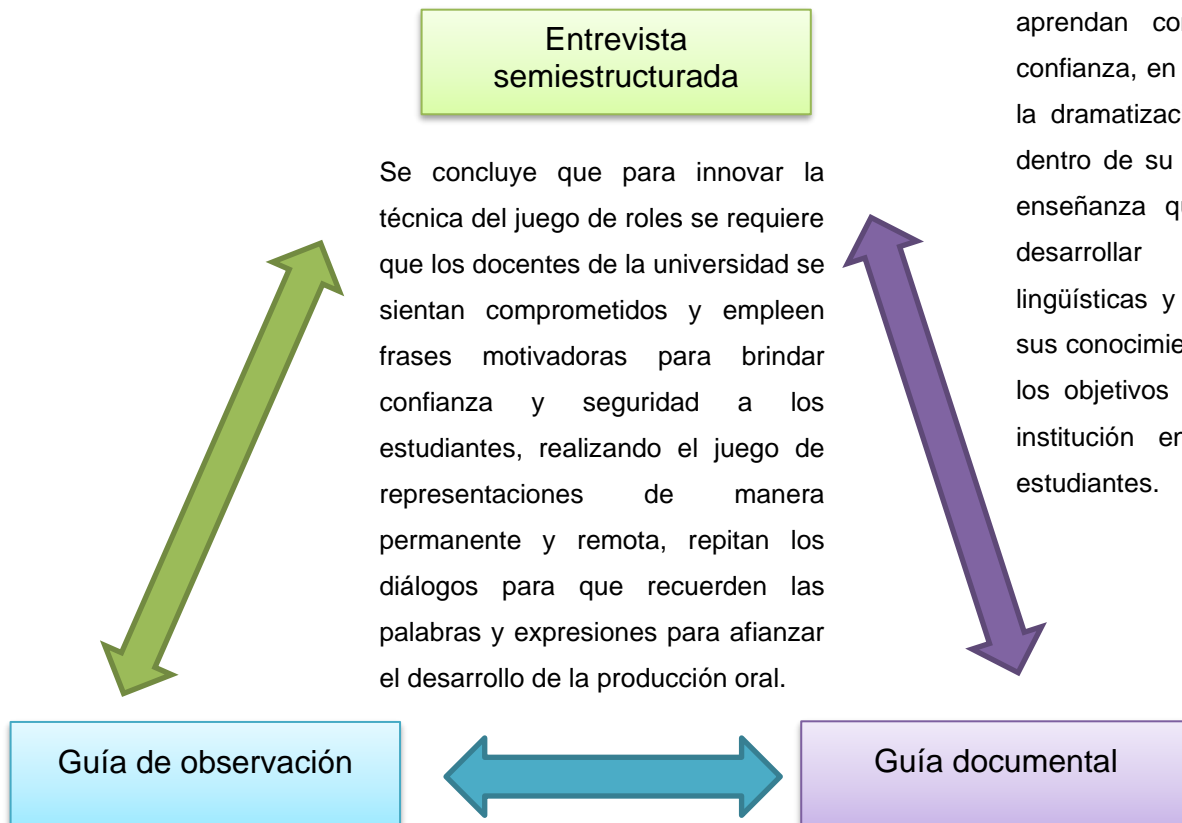 Entrevista
semiestructurada
Se concluye que para innovar la
técnica del juego de roles se requiere
que los docentes de la universidad se
sientan comprometidos y empleen
frases motivadoras para brindar
confianza y seguridad a los
estudiantes, realizando el juego de
representaciones de manera
permanente y remota, repitan los
diálogos para que recuerden las
palabras y expresiones para afianzar
el desarrollo de la producción oral.
aprendan
confianza, en
la
dentro de su
enseñanza
desarrollar
lingüísticas y
sus
los objetivos
institución
estudiantes.
Guía de observación
Guía documental